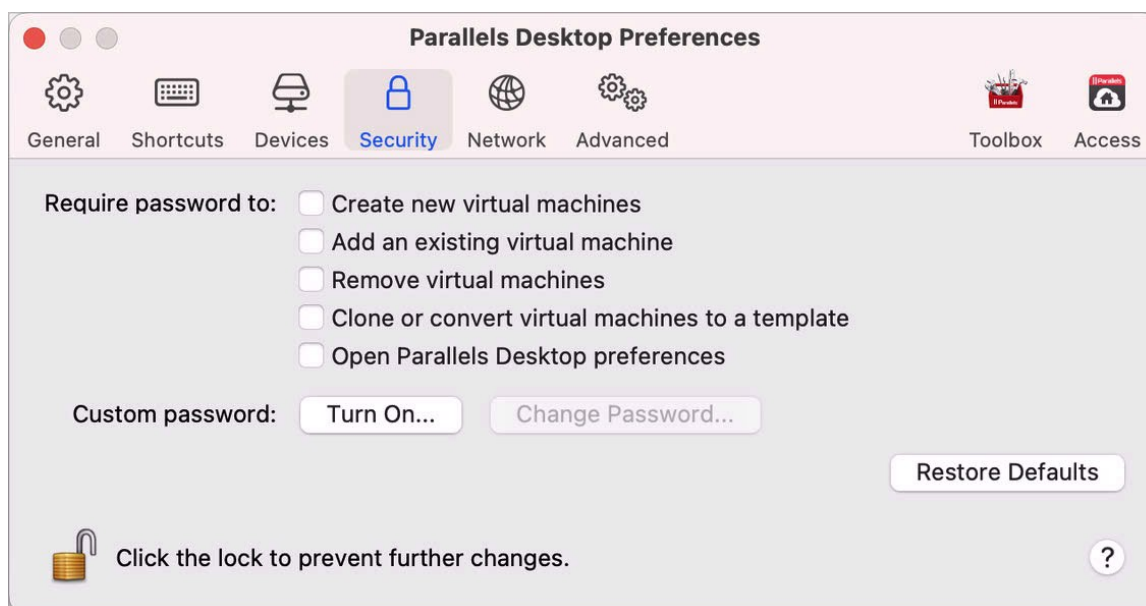 Parallels Desktop Preferences
General Shortcuts Devices Security Network Advanced Toolbox Access
Require password to: Create new virtual machines
Add an existing virtual machine
Remove virtual machines
Clone or convert virtual machines to a template
Open Parallels Desktop preferences
Custom password: Turn On... Change Password...
Restore Defaults
Click the lock to prevent further changes. ?